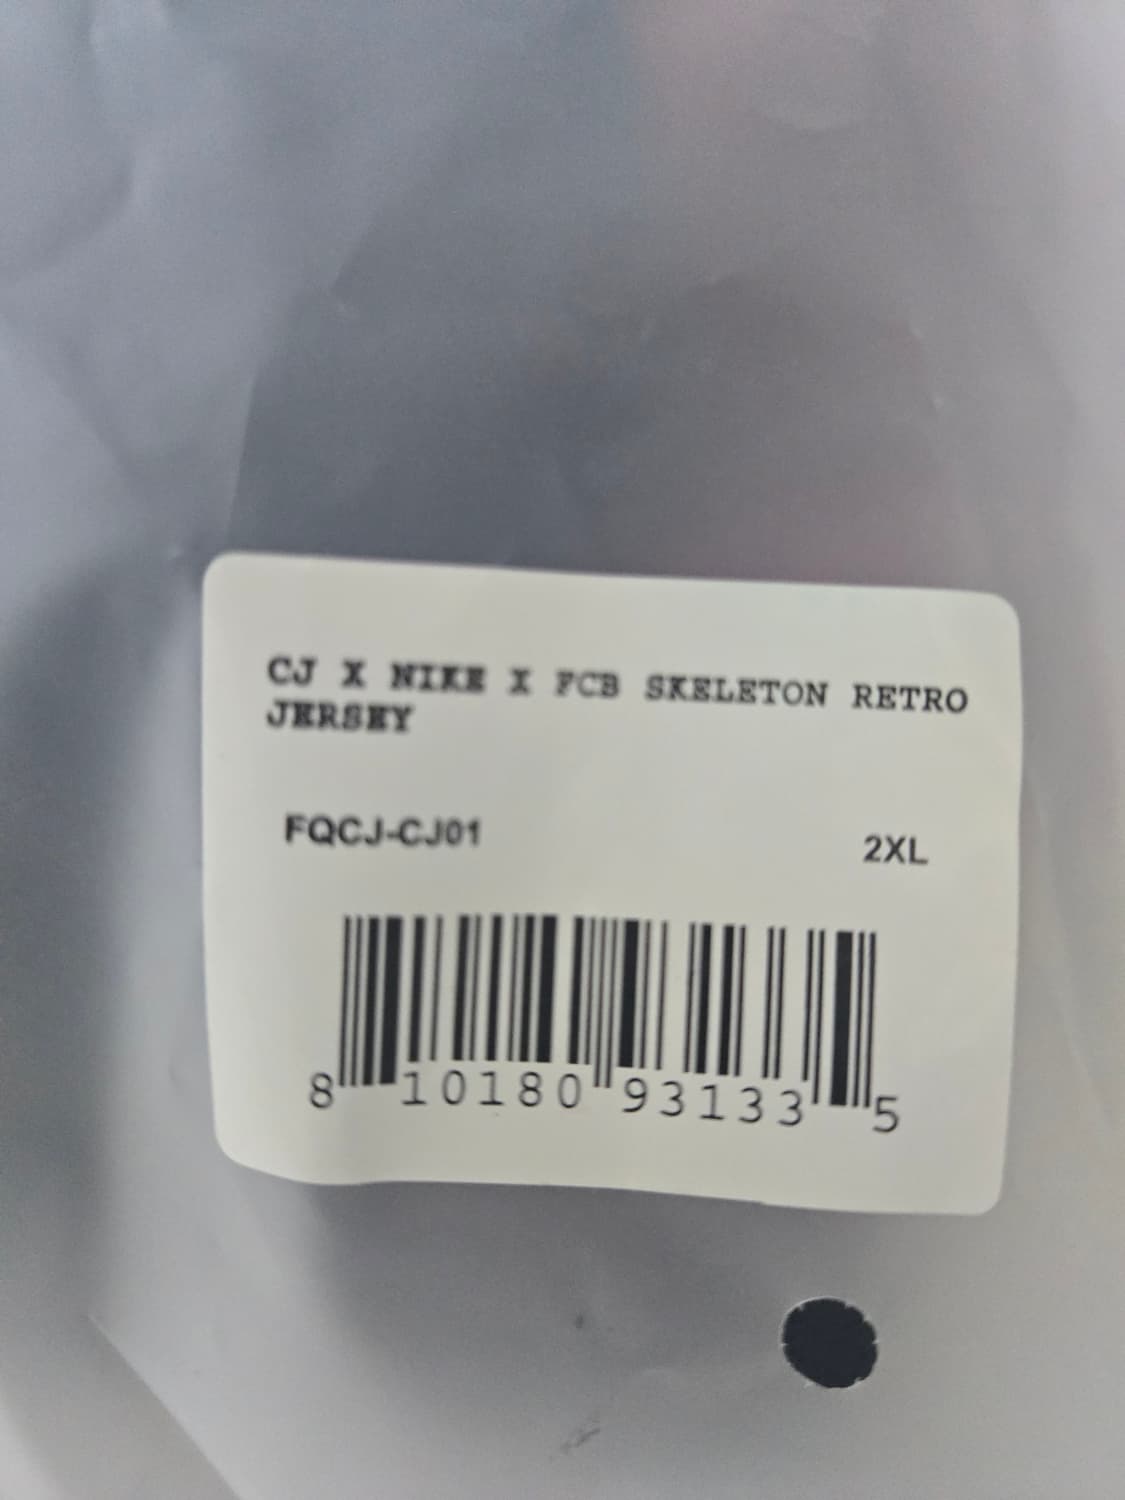 CJ X NIKE X FCB SKELETON RETRO
JERSEY
FQCJ-CJ01 2XL
8 10180 93133 5